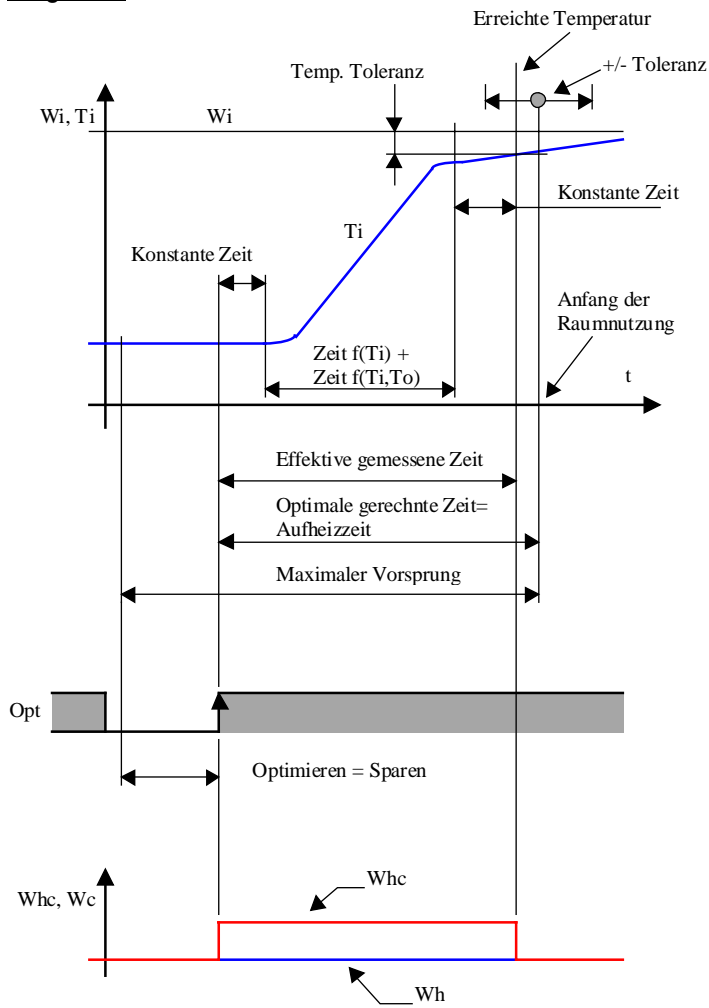 Erreichte Temperatur
Temp. Toleranz
+/- Toleranz
Wi, Ti
Wi
Konstante Zeit
Ti
Konstante Zeit
Anfang der
Raumnutzung
Zeit f(Ti) +
Zeit f(Ti,To)
t
Effektive gemessene Zeit
Optimale gerechnte Zeit=
Aufheizzeit
Maximaler Vorsprung
Opt
Optimieren = Sparen
Whc
Whc, Wc
Wh